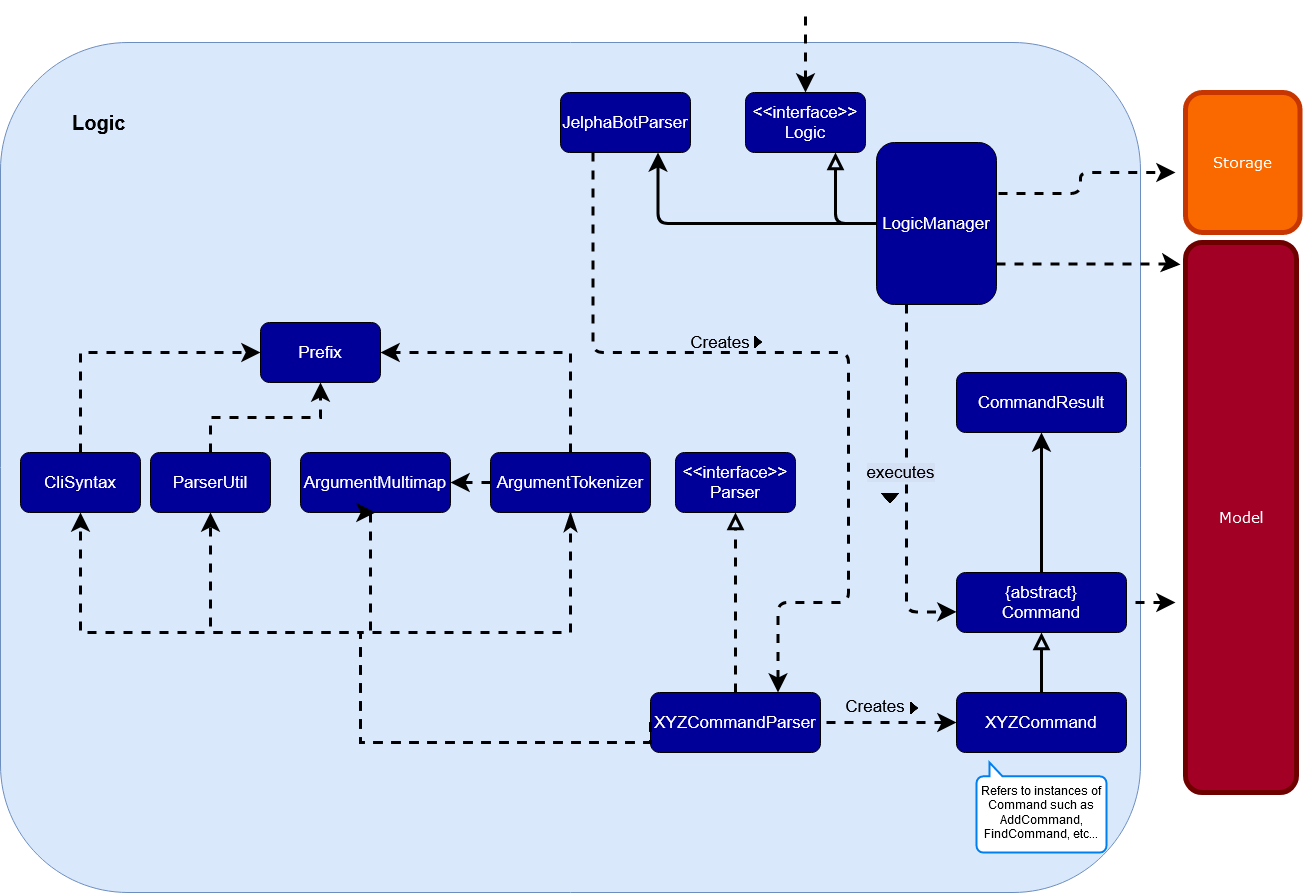 Logic
JelphaBotParser
<<interface>>
Logic
LogicManager
Storage
Creates
Prefix
CommandResult
executes
CliSyntax
ParserUtil
ArgumentMultimap
ArgumentTokenizer
<<interface>>
Parser
Model
{abstract}
Command
XYZCommandParser
Creates
XYZCommand
Refers to instances of
Command such as
AddCommand,
FindCommand, etc...